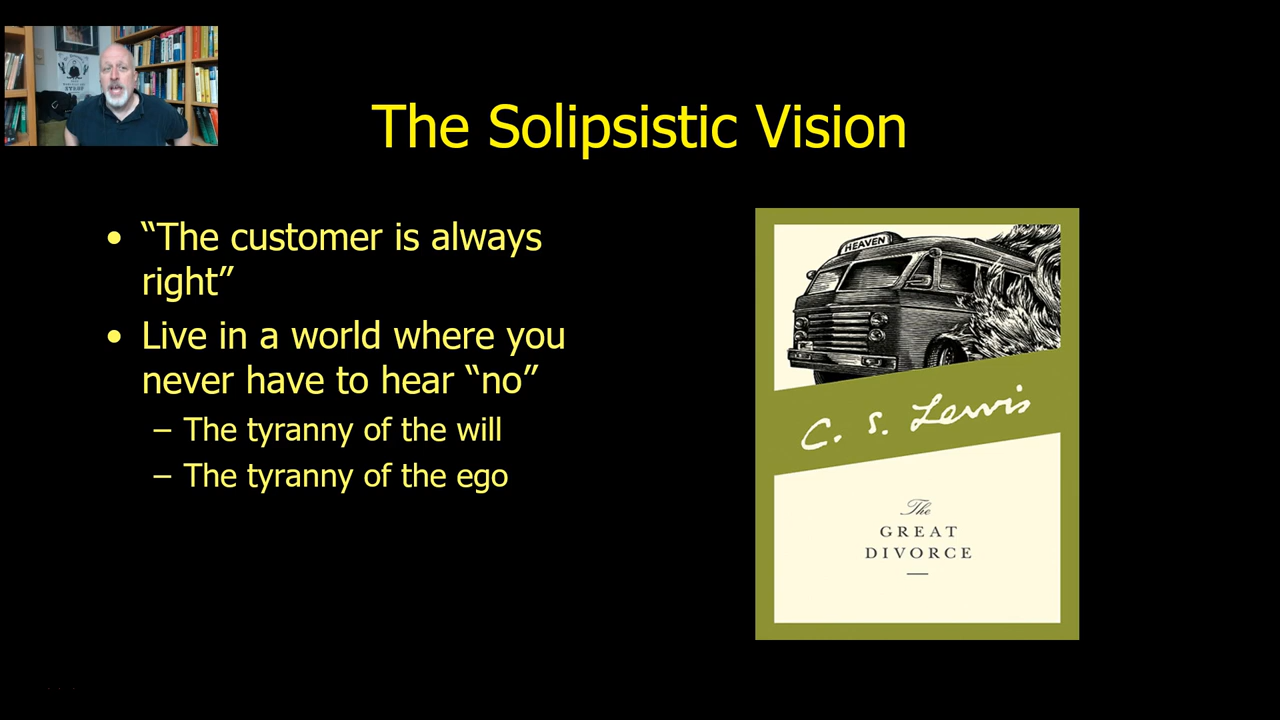 The Solipsistic Vision
• “The customer is always
right”
• Live in a world where you
never have to hear “no”
– The tyranny of the will
– The tyranny of the ego
HEAVEN
C. S. Lewis
The
GREAT
DIVORCE